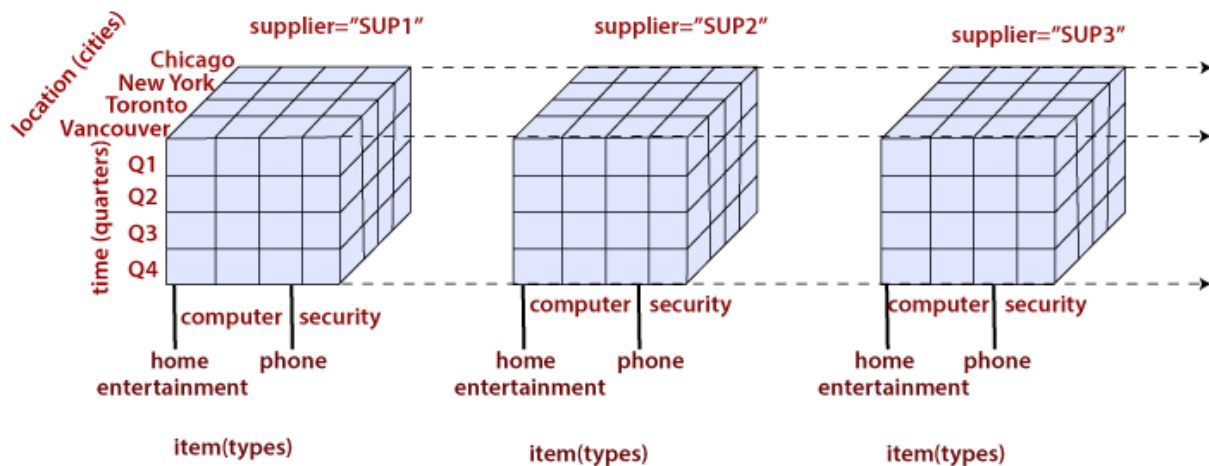 supplier="SUP1"
supplier="SUP2"
supplier="SUP3"
location (cities)
Chicago
New York
Toronto
Vancouver
time (quarters)
Q1
Q2
Q3
Q4
computer security
home phone
entertainment
item(types)
computer security
home phone
entertainment
item(types)
computer security
home phone
entertainment
item(types)